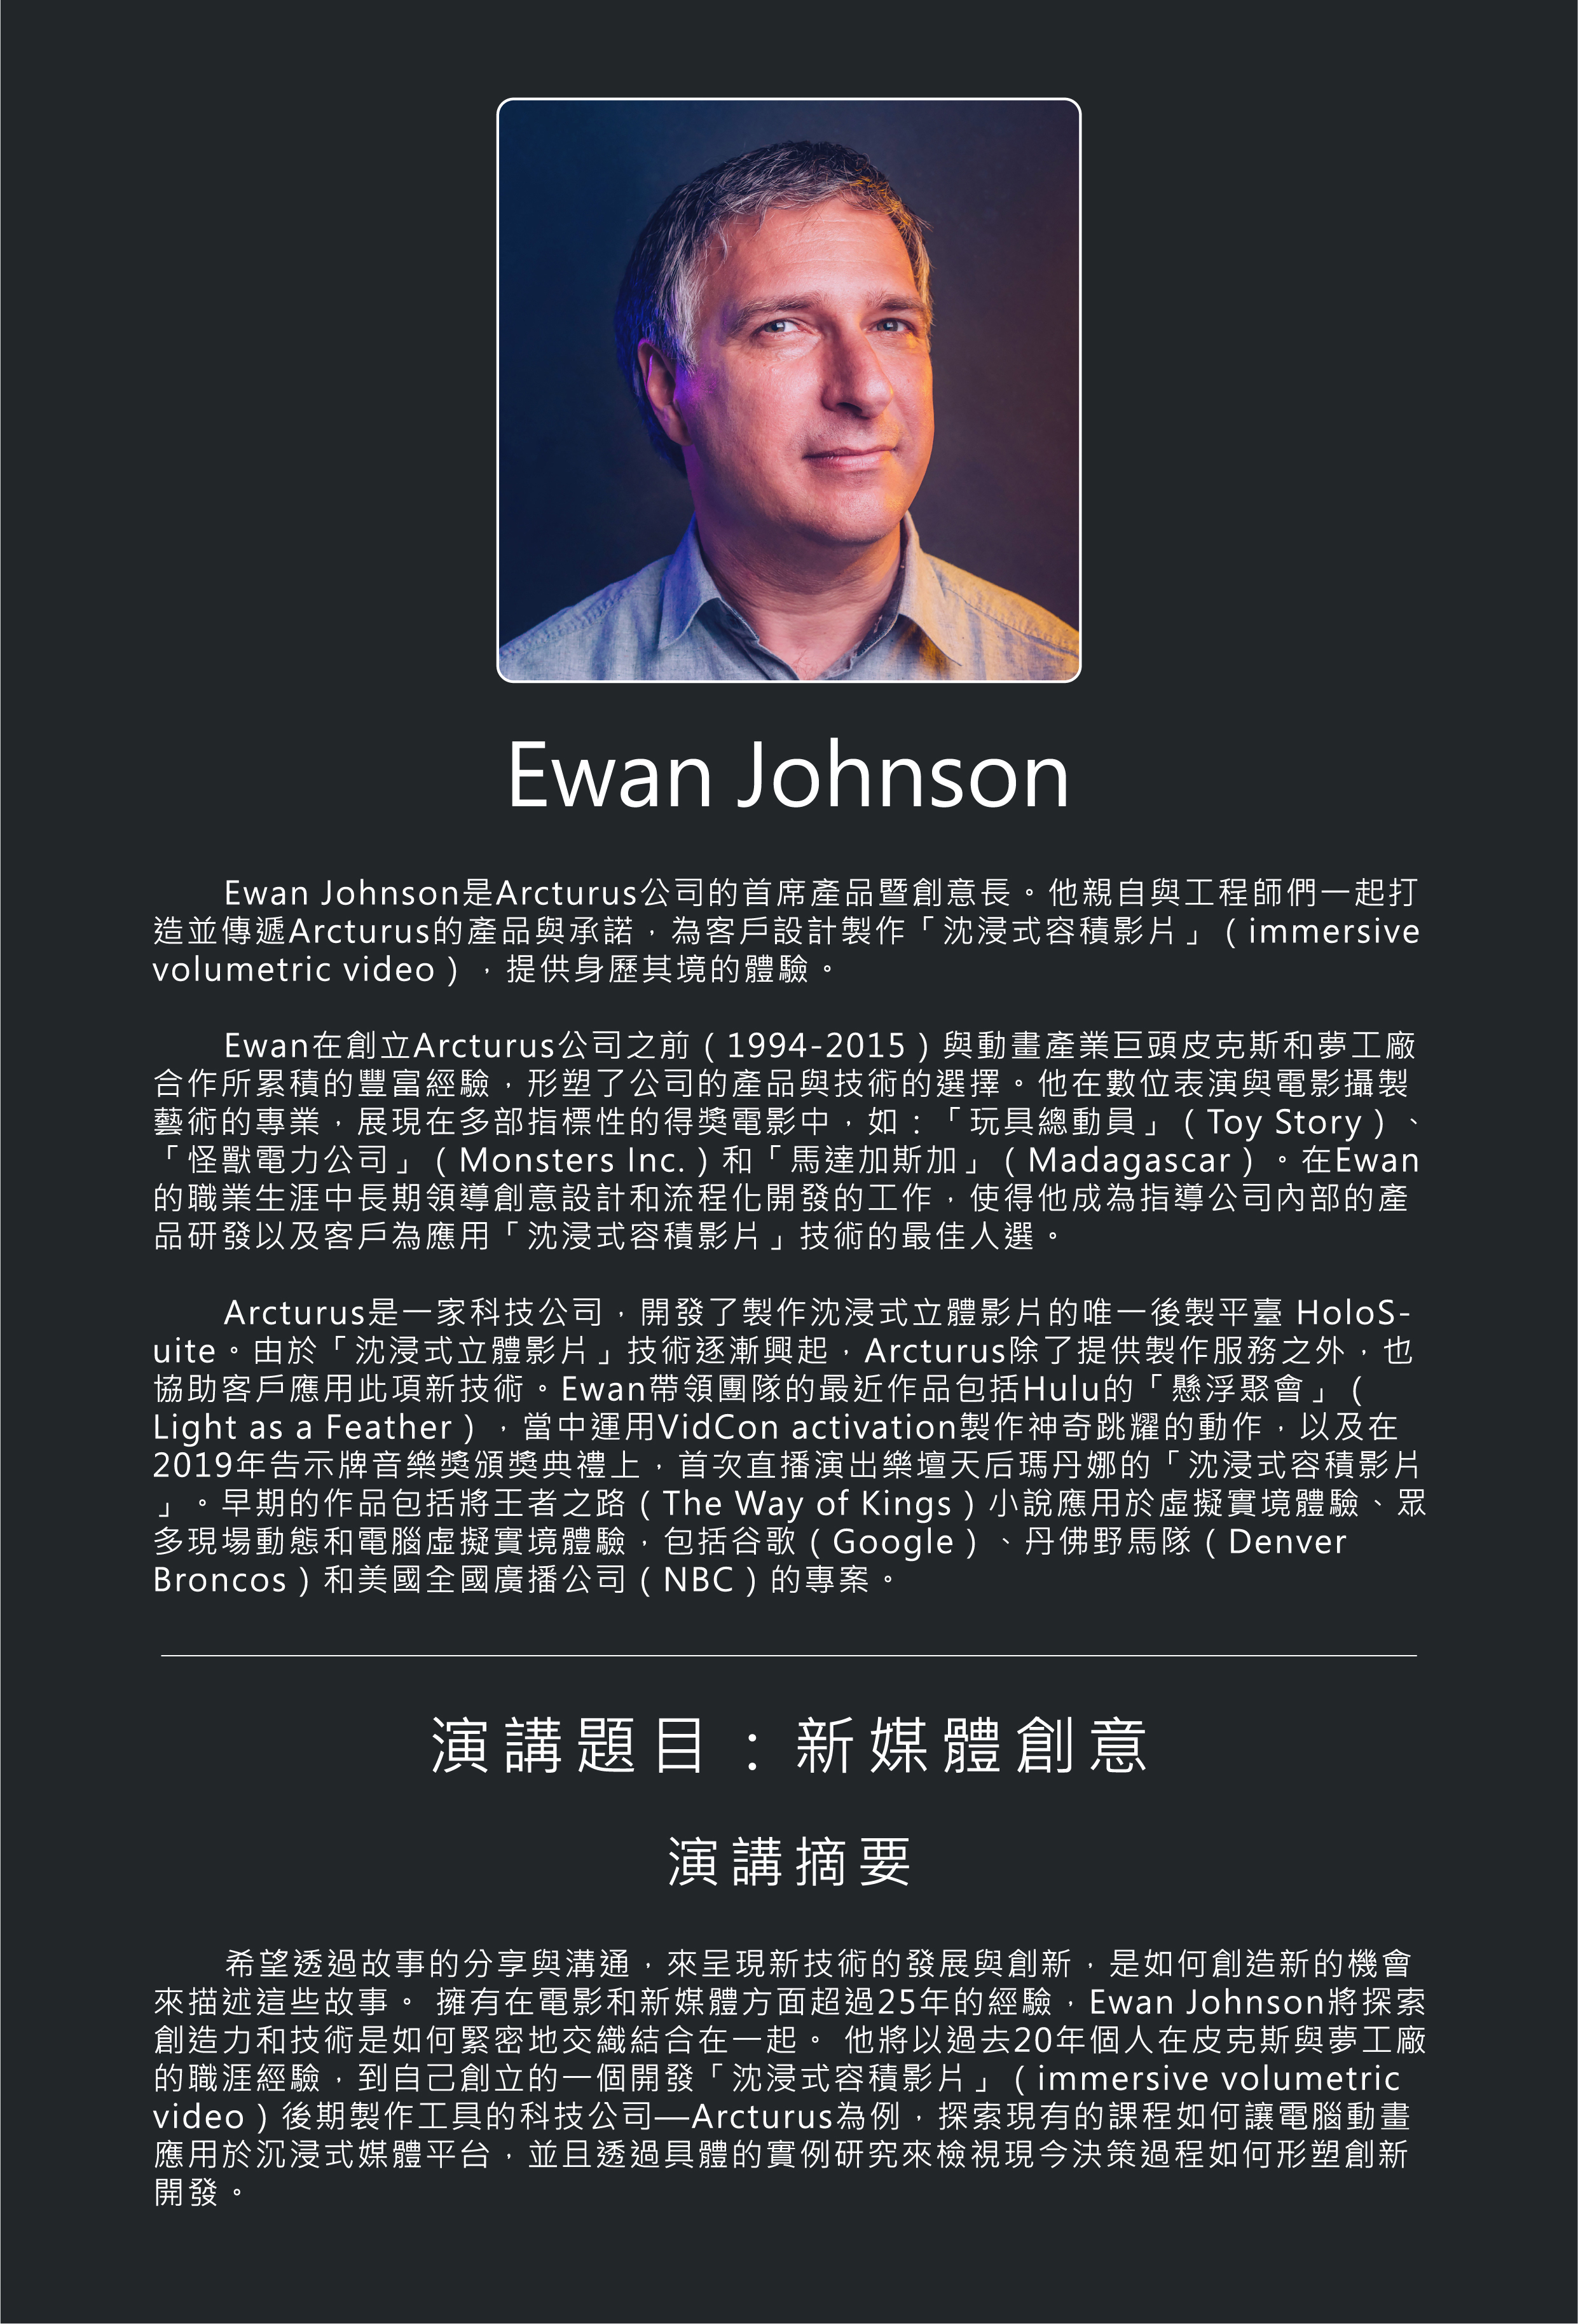 Ewan Johnson
Ewan Johnson是Arcturus公司的首席產品暨創意長。他親自與工程師們一起打
造並傳遞Arcturus的產品與承諾，為客戶設計製作「沈浸式容積影片」（immersive
volumetric video），提供身歷其境的體驗。
Ewan在創立Arcturus公司之前（1994-2015）與動畫產業巨頭皮克斯和夢工廠
合作所累積的豐富經驗，形塑了公司的產品與技術的選擇。他在數位表演與電影攝製
藝術的專業，展現在多部指標性的得獎電影中，如：「玩具總動員」（Toy Story）、
「怪獸電力公司」（Monsters Inc.）和「馬達加斯加」（Madagascar）。在Ewan
的職業生涯中長期領導創意設計和流程化開發的工作，使得他成為指導公司內部的產
品研發以及客戶為應用「沈浸式容積影片」技術的最佳人選。
Arcturus是一家科技公司，開發了製作沈浸式立體影片的唯一後製平臺 HoloS-
uite。由於「沈浸式立體影片」技術逐漸興起，Arcturus除了提供製作服務之外，也
協助客戶應用此項新技術。Ewan帶領團隊的最近作品包括Hulu的「懸浮聚會」（
Light as a Feather），當中運用VidCon activation製作神奇跳耀的動作，以及在
2019年告示牌音樂獎頒獎典禮上，首次直播演出樂壇天后瑪丹娜的「沈浸式容積影片
」。早期的作品包括將王者之路（The Way of Kings）小說應用於虛擬實境體驗、眾
多現場動態和電腦虛擬實境體驗，包括谷歌（Google）、丹佛野馬隊（Denver
Broncos）和美國全國廣播公司（NBC）的專案。
演講題目：新媒體創意
演講摘要
希望透過故事的分享與溝通，來呈現新技術的發展與創新，是如何創造新的機會
來描述這些故事。 擁有在電影和新媒體方面超過25年的經驗，Ewan Johnson將探索
創造力和技術是如何緊密地交織結合在一起。 他將以過去20年個人在皮克斯與夢工廠
的職涯經驗，到自己創立的一個開發「沈浸式容積影片」（immersive volumetric
video）後期製作工具的科技公司—Arcturus為例，探索現有的課程如何讓電腦動畫
應用於沉浸式媒體平台，並且透過具體的實例研究來檢視現今決策過程如何形塑創新
開發。